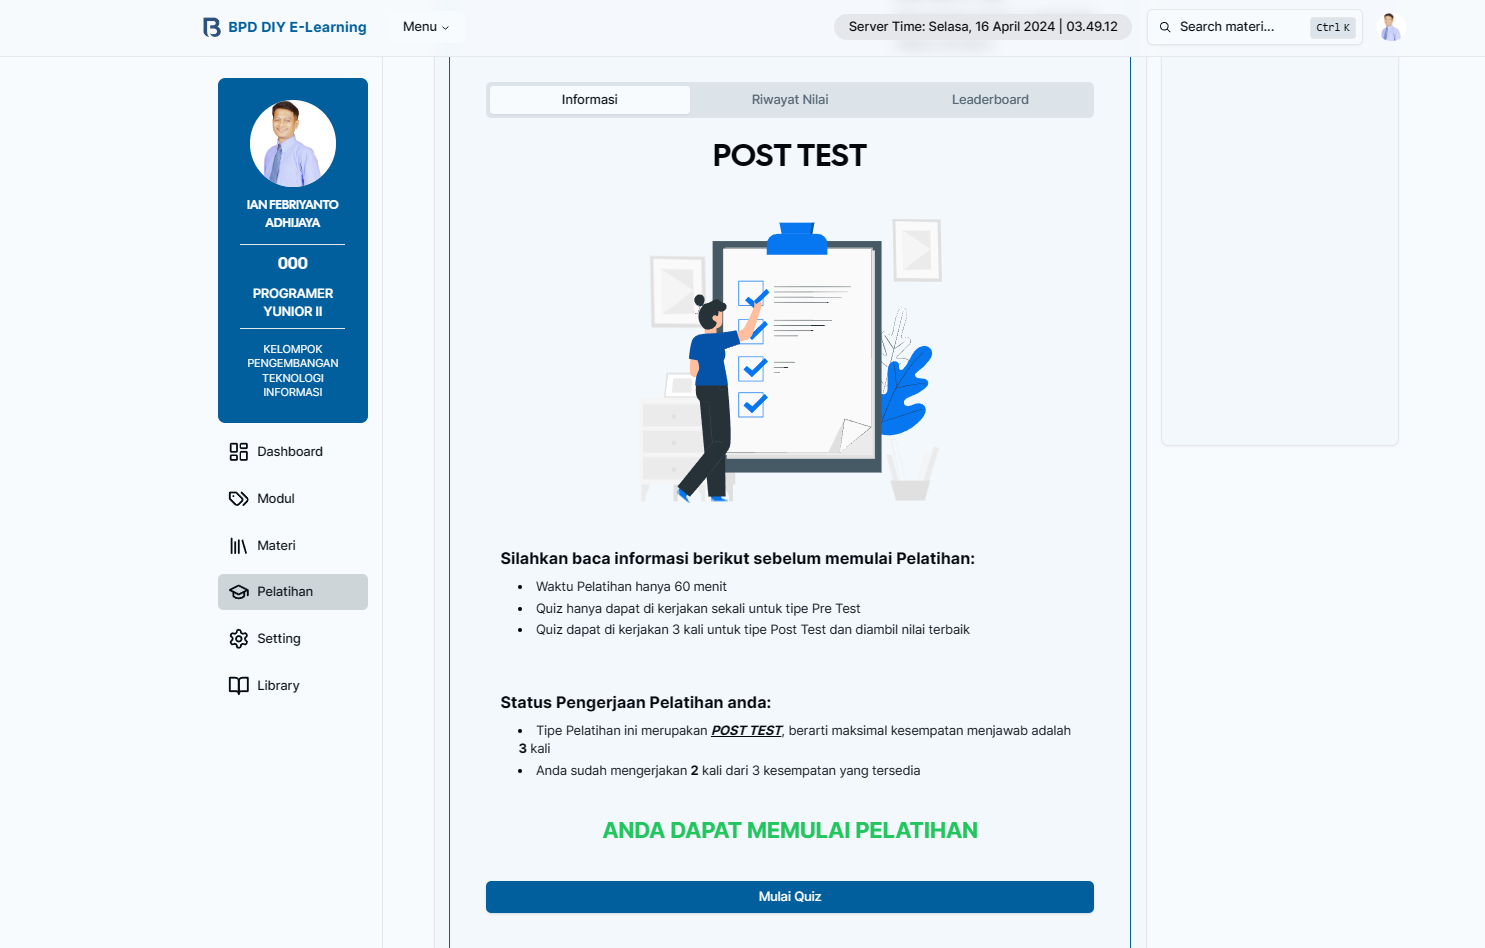 BPD DIY E-Learning
Menu
Server Time: Selasa, 16 April 2024 | 03.49.12
Search materi...
Ctrl K
IAN FEBRIYANTO
ADHIJAYA
000
PROGRAMER
YUNIOR II
KELOMPOK
PENGEMBANGAN
TEKNOLOGI
INFORMASI
Dashboard
Modul
Materi
Pelatihan
Setting
Library
Informasi
Riwayat Nilai
Leaderboard
POST TEST
Silahkan baca informasi berikut sebelum memulai Pelatihan:
• Waktu Pelatihan hanya 60 menit
• Quiz hanya dapat di kerjakan sekali untuk tipe Pre Test
• Quiz dapat di kerjakan 3 kali untuk tipe Post Test dan diambil nilai terbaik
Status Pengerjaan Pelatihan anda:
• Tipe Pelatihan ini merupakan POST TEST, berarti maksimal kesempatan menjawab adalah
3 kali
• Anda sudah mengerjakan 2 kali dari 3 kesempatan yang tersedia
ANDA DAPAT MEMULAI PELATIHAN
Mulai Quiz